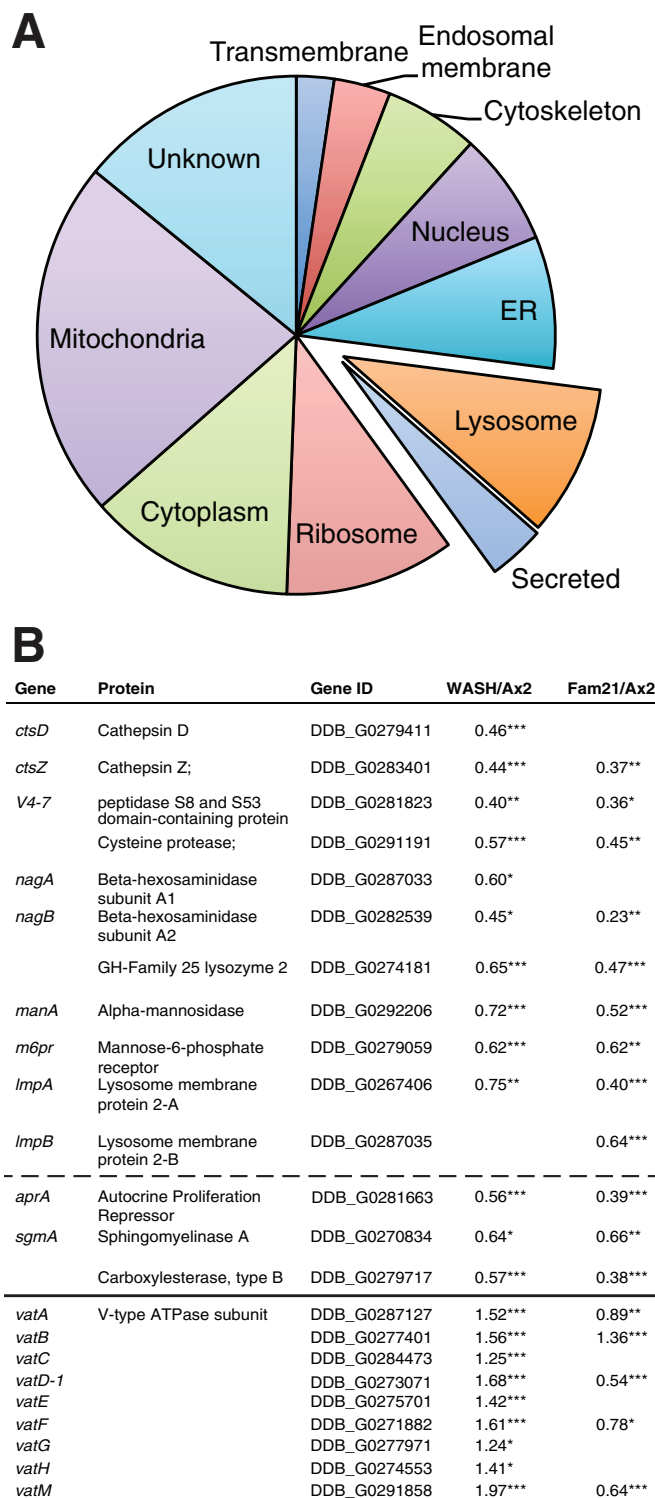 A
Transmembrane
Endosomal
membrane
Cytoskeleton
Unknown
Nucleus
ER
Mitochondria
Lysosome
Cytoplasm
Ribosome
Secreted
B
Gene Protein Gene ID WASH/Ax2 Fam21/Ax2
ctsD Cathepsin D DDB_G0279411 0.46***
ctsZ Cathepsin Z; DDB_G0283401 0.44*** 0.37**
V4-7 peptidase S8 and S53 DDB_G0281823 0.40** 0.36*
domain-containing protein
Cysteine protease; DDB_G0291191 0.57*** 0.45**
nagA Beta-hexosaminidase DDB_G0287033 0.60*
subunit A1
nagB Beta-hexosaminidase DDB_G0282539 0.45* 0.23**
subunit A2
GH-Family 25 lysozyme 2 DDB_G0274181 0.65*** 0.47***
manA Alpha-mannosidase DDB_G0292206 0.72*** 0.52***
m6pr Mannose-6-phosphate DDB_G0279059 0.62*** 0.62**
receptor
lmpA Lysosome membrane DDB_G0267406 0.75** 0.40***
protein 2-A
lmpB Lysosome membrane DDB_G0287035 0.64***
protein 2-B
aprA Autocrine Proliferation DDB_G0281663 0.56*** 0.39***
Repressor
sgmA Sphingomyelinase A DDB_G0270834 0.64* 0.66**
Carboxylesterase, type B DDB_G0279717 0.57*** 0.38***
vatA V-type ATPase subunit DDB_G0287127 1.52*** 0.89**
vatB DDB_G0277401 1.56*** 1.36***
vatC DDB_G0284473 1.25***
vatD-1 DDB_G0273071 1.68*** 0.54***
vatE DDB_G0275701 1.42***
vatF DDB_G0271882 1.61*** 0.78*
vatG DDB_G0277971 1.24*
vatH DDB_G0274553 1.41*
vatM DDB_G0291858 1.97*** 0.64***